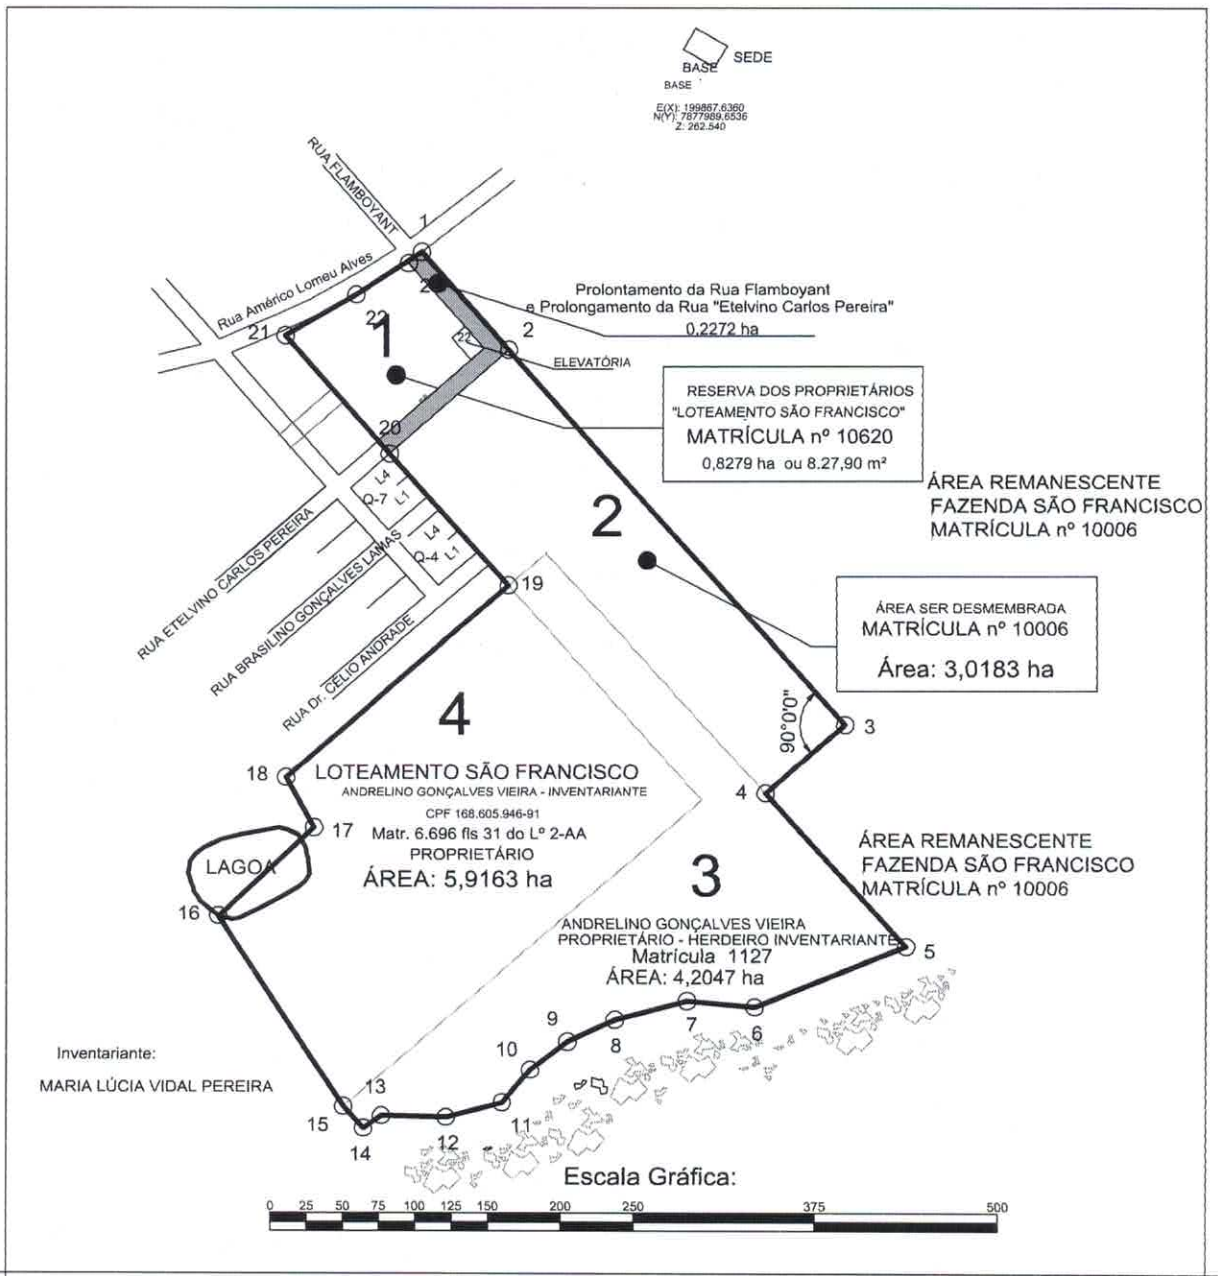 SEDE
BASE
BASE
E(X): 199867.6360
N(Y): 7877989.6536
Z: 262.540
RUA FLAMBOYANT
1
Rua Américo Lomeu Alves
2
Prolontamento da Rua Flamboyant
e Prolongamento da Rua "Etelvino Carlos Pereira"
0,2272 ha
21
22
1
22
2
ELEVATÓRIA
RESERVA DOS PROPRIETÁRIOS
"LOTEAMENTO SÃO FRANCISCO"
MATRÍCULA nº 10620
0,8279 ha ou 8.27,90 m²
20
L4
Q-7 L1
L4
Q-4 L1
2
ÁREA REMANESCENTE
FAZENDA SÃO FRANCISCO
MATRÍCULA nº 10006
RUA ETELVINO CARLOS PEREIRA
RUA BRASILINO GONÇALVES LAMAS
RUA Dr. CÉLIO ANDRADE
19
ÁREA SER DESMEMBRADA
MATRÍCULA nº 10006
Área: 3,0183 ha
90°0'0"
3
4
4
18
LOTEAMENTO SÃO FRANCISCO
ANDRELINO GONÇALVES VIEIRA - INVENTARIANTE
CPF 168.605.946-91
17
Matr. 6.696 fls 31 do Lº 2-AA
PROPRIETÁRIO
ÁREA: 5,9163 ha
LAGOA
16
3
ÁREA REMANESCENTE
FAZENDA SÃO FRANCISCO
MATRÍCULA nº 10006
ANDRELINO GONÇALVES VIEIRA
PROPRIETÁRIO - HERDEIRO INVENTARIANTE
Matrícula 1127
ÁREA: 4,2047 ha
5
6
7
8
9
10
11
12
13
14
15
Inventariante:
MARIA LÚCIA VIDAL PEREIRA
Escala Gráfica:
0 25 50 75 100 125 150 200 250 375 500